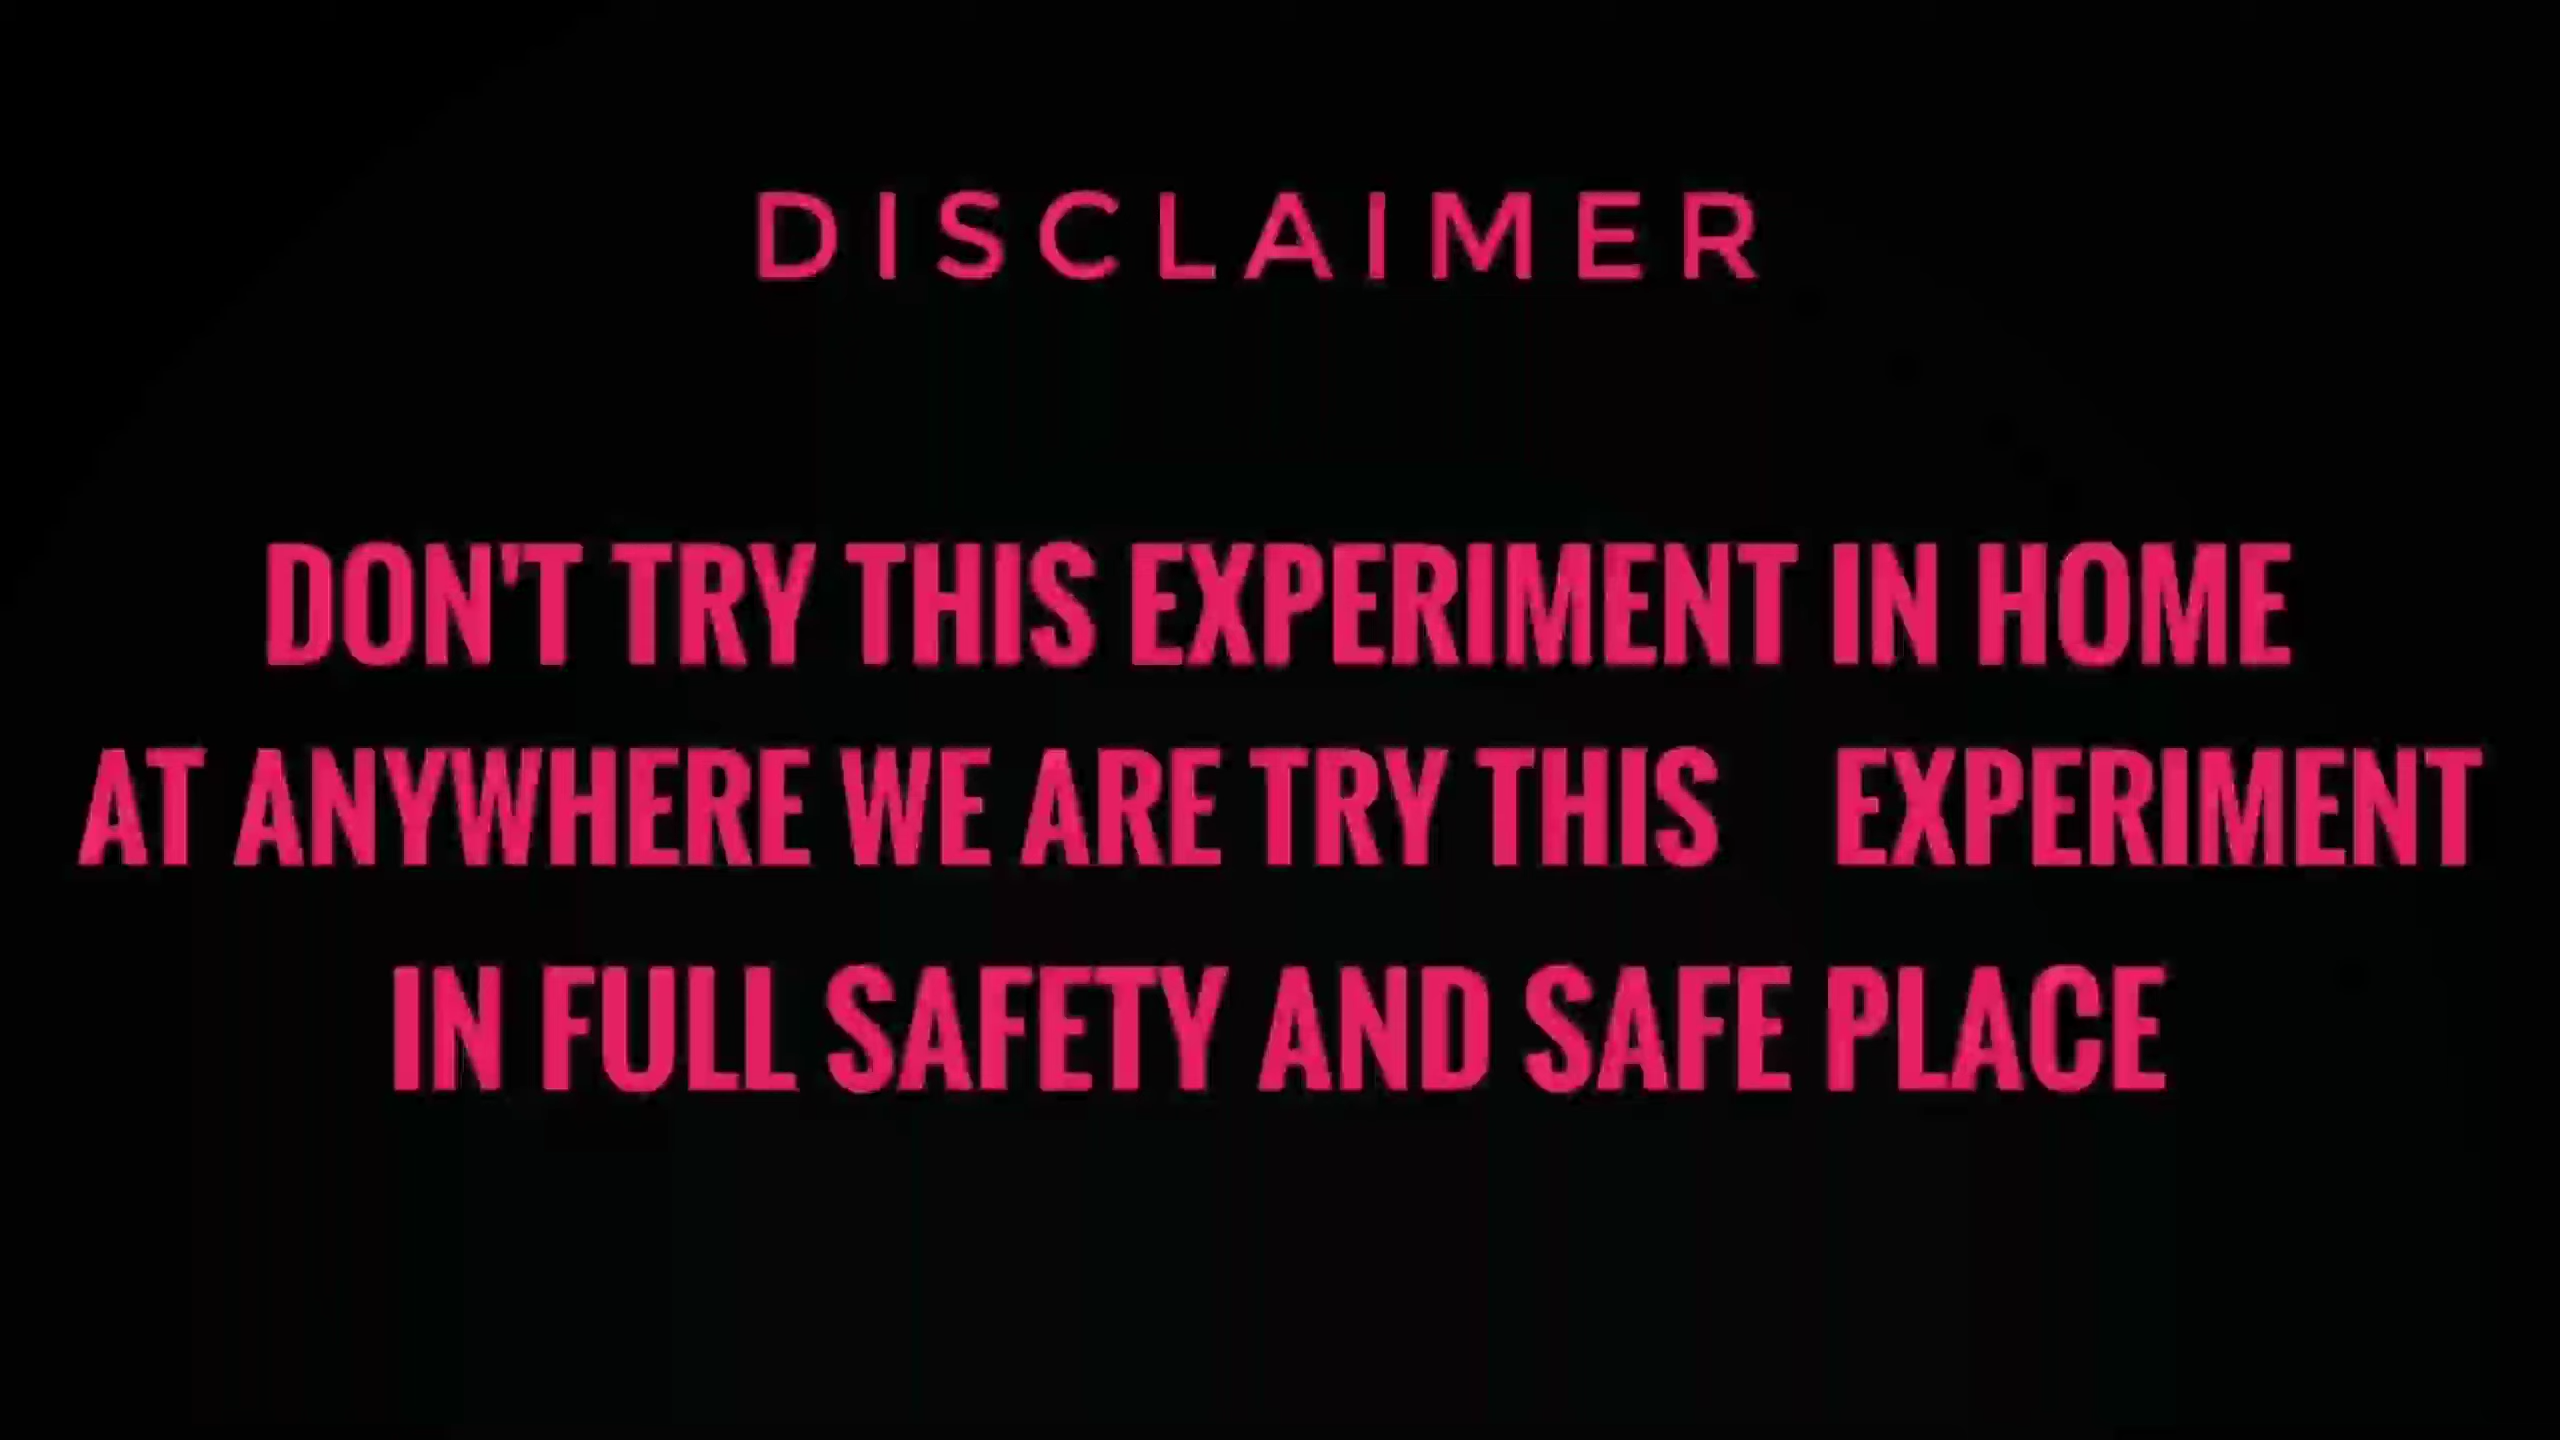 DISCLAIMER
DON'T TRY THIS EXPERIMENT IN HOME
AT ANYWHERE WE ARE TRY THIS EXPERIMENT
IN FULL SAFETY AND SAFE PLACE